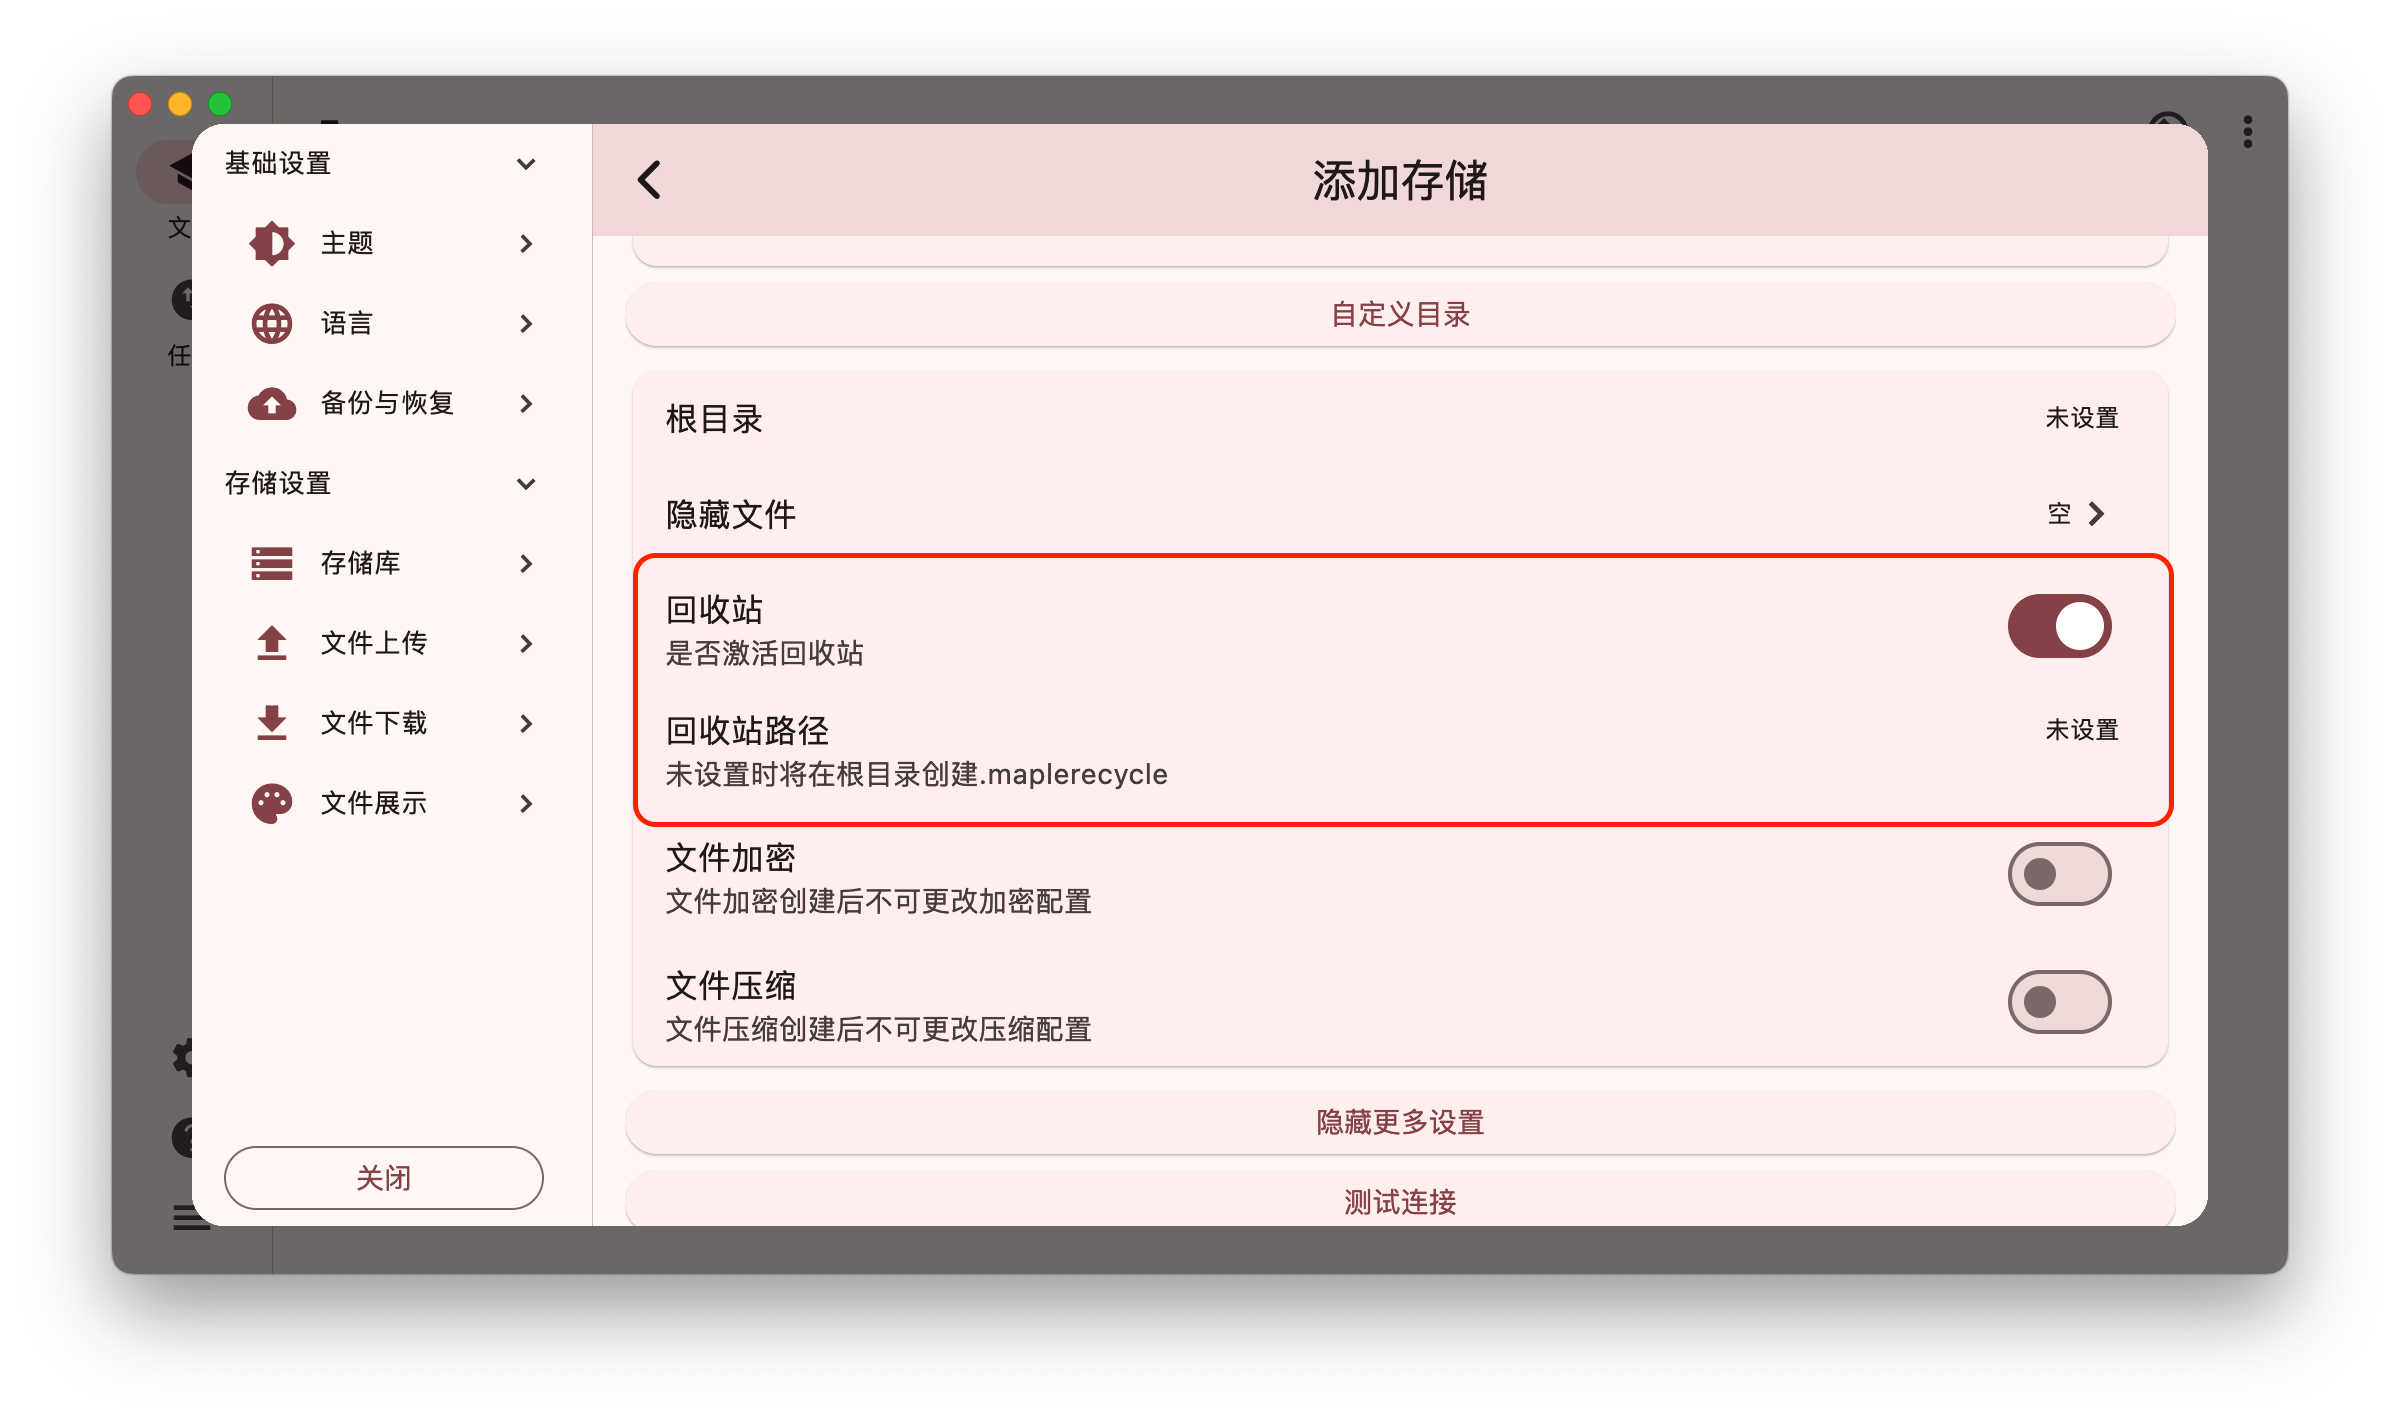 文
任
基础设置
主题
语言
备份与恢复
存储设置
存储库
文件上传
文件下载
文件展示
关闭
添加存储
自定义目录
根目录
未设置
隐藏文件
空
回收站
是否激活回收站
回收站路径
未设置
未设置时将在根目录创建.maplerecycle
文件加密
文件加密创建后不可更改加密配置
文件压缩
文件压缩创建后不可更改压缩配置
隐藏更多设置
测试连接